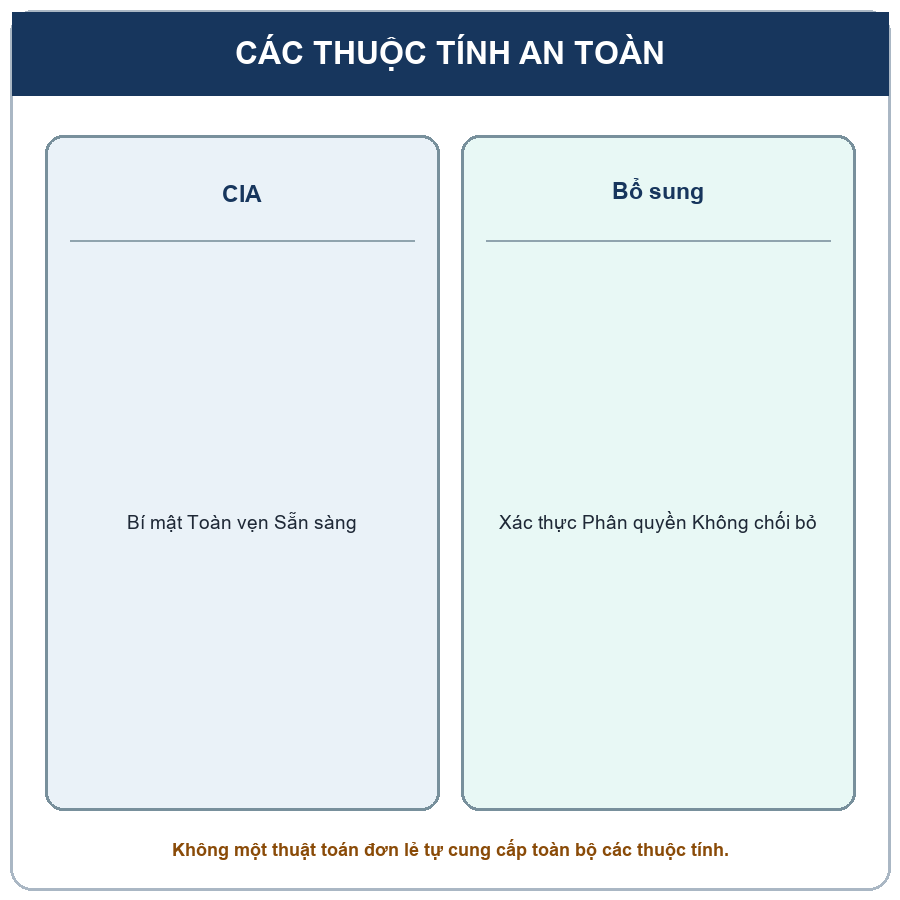 CÁC THUỘC TÍNH AN TOÀN
CIA
Bí mật Toàn vẹn Sẵn sàng
Bổ sung
Xác thực Phân quyền Không chối bỏ
Không một thuật toán đơn lẻ tự cung cấp toàn bộ các thuộc tính.